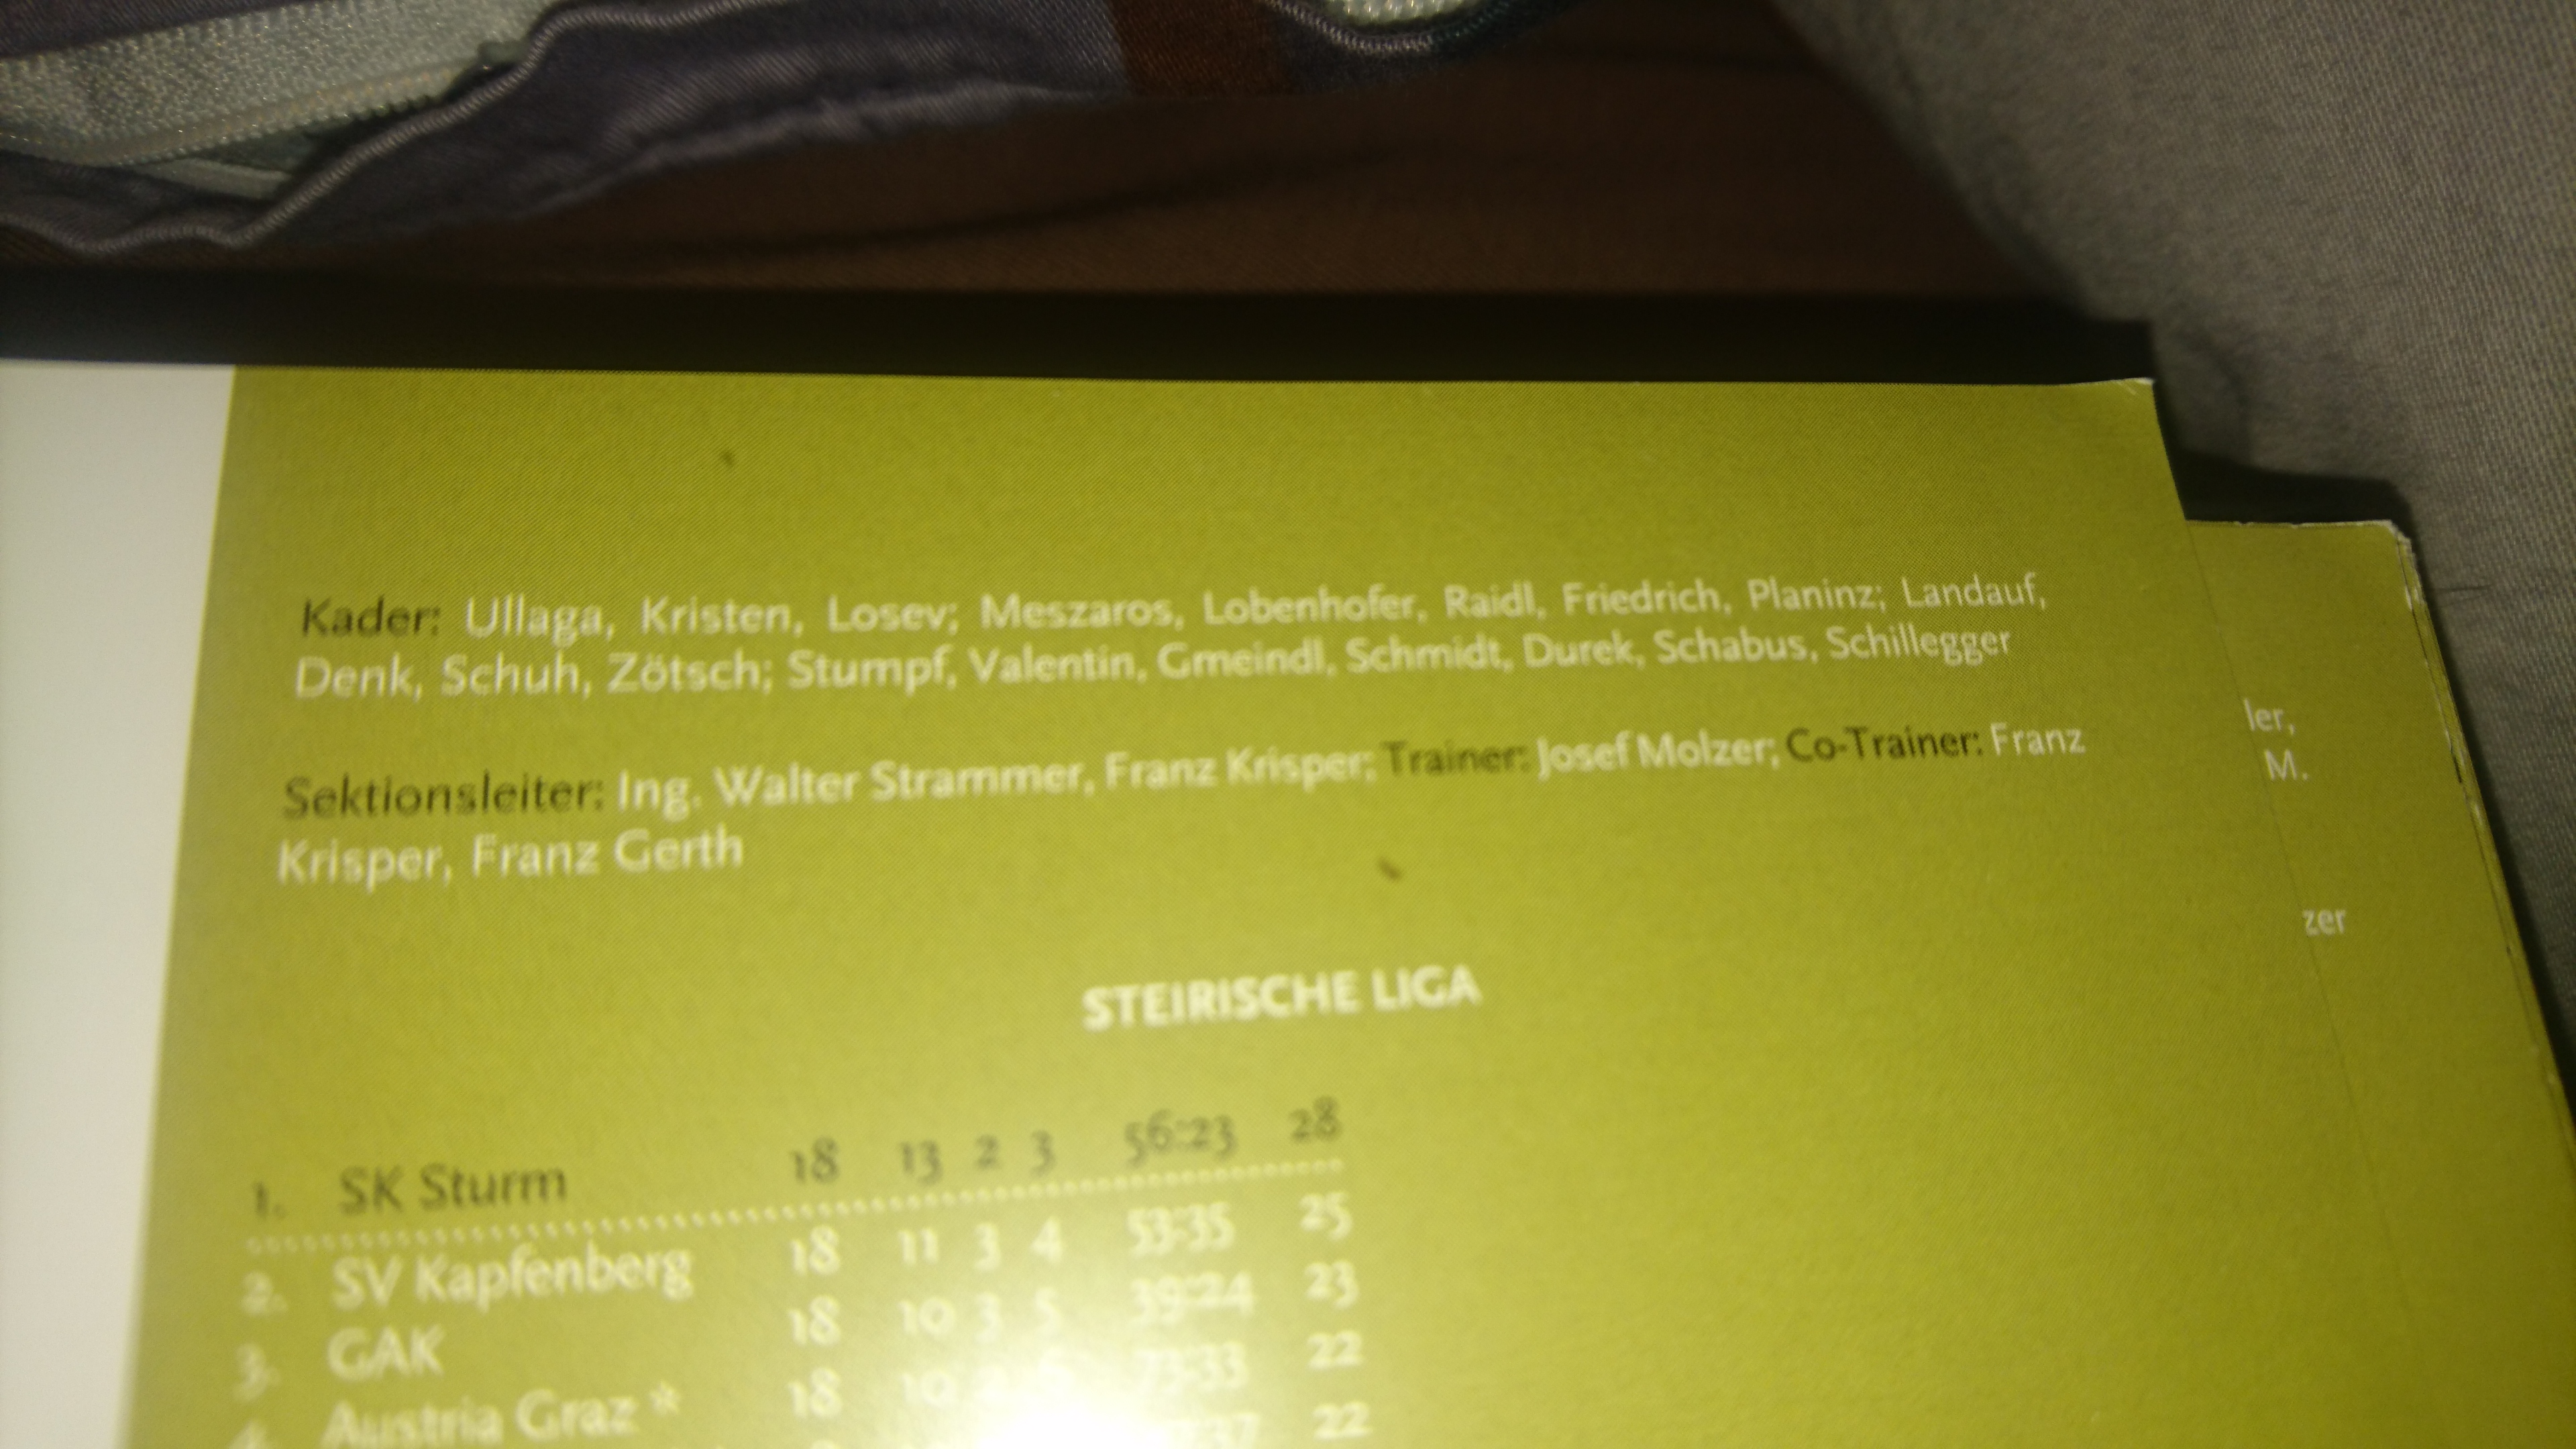 Kader: Ullaga, Kristen, Losev; Meszaros, Lobenhofer, Raidl, Friedrich, Planinz; Landauf,
Denk, Schuh, Zötsch; Stumpf, Valentin, Gmeindl, Schmidt, Durek, Schabus, Schillegger
Sektionsleiter: Ing. Walter Strammer, Franz Krisper; Trainer: Josef Molzer; Co-Trainer: Franz
Krisper, Franz Gerth
STEIRISCHE LIGA
1. SK Sturm 18 13 2 3 56:23 28
2. SV Kapfenberg 18 11 3 4 53:35 25
3. GAK 18 10 3 5 39:24 23
4. Austria Graz * 18 10 73:33 22
22
ler,
M.
zer